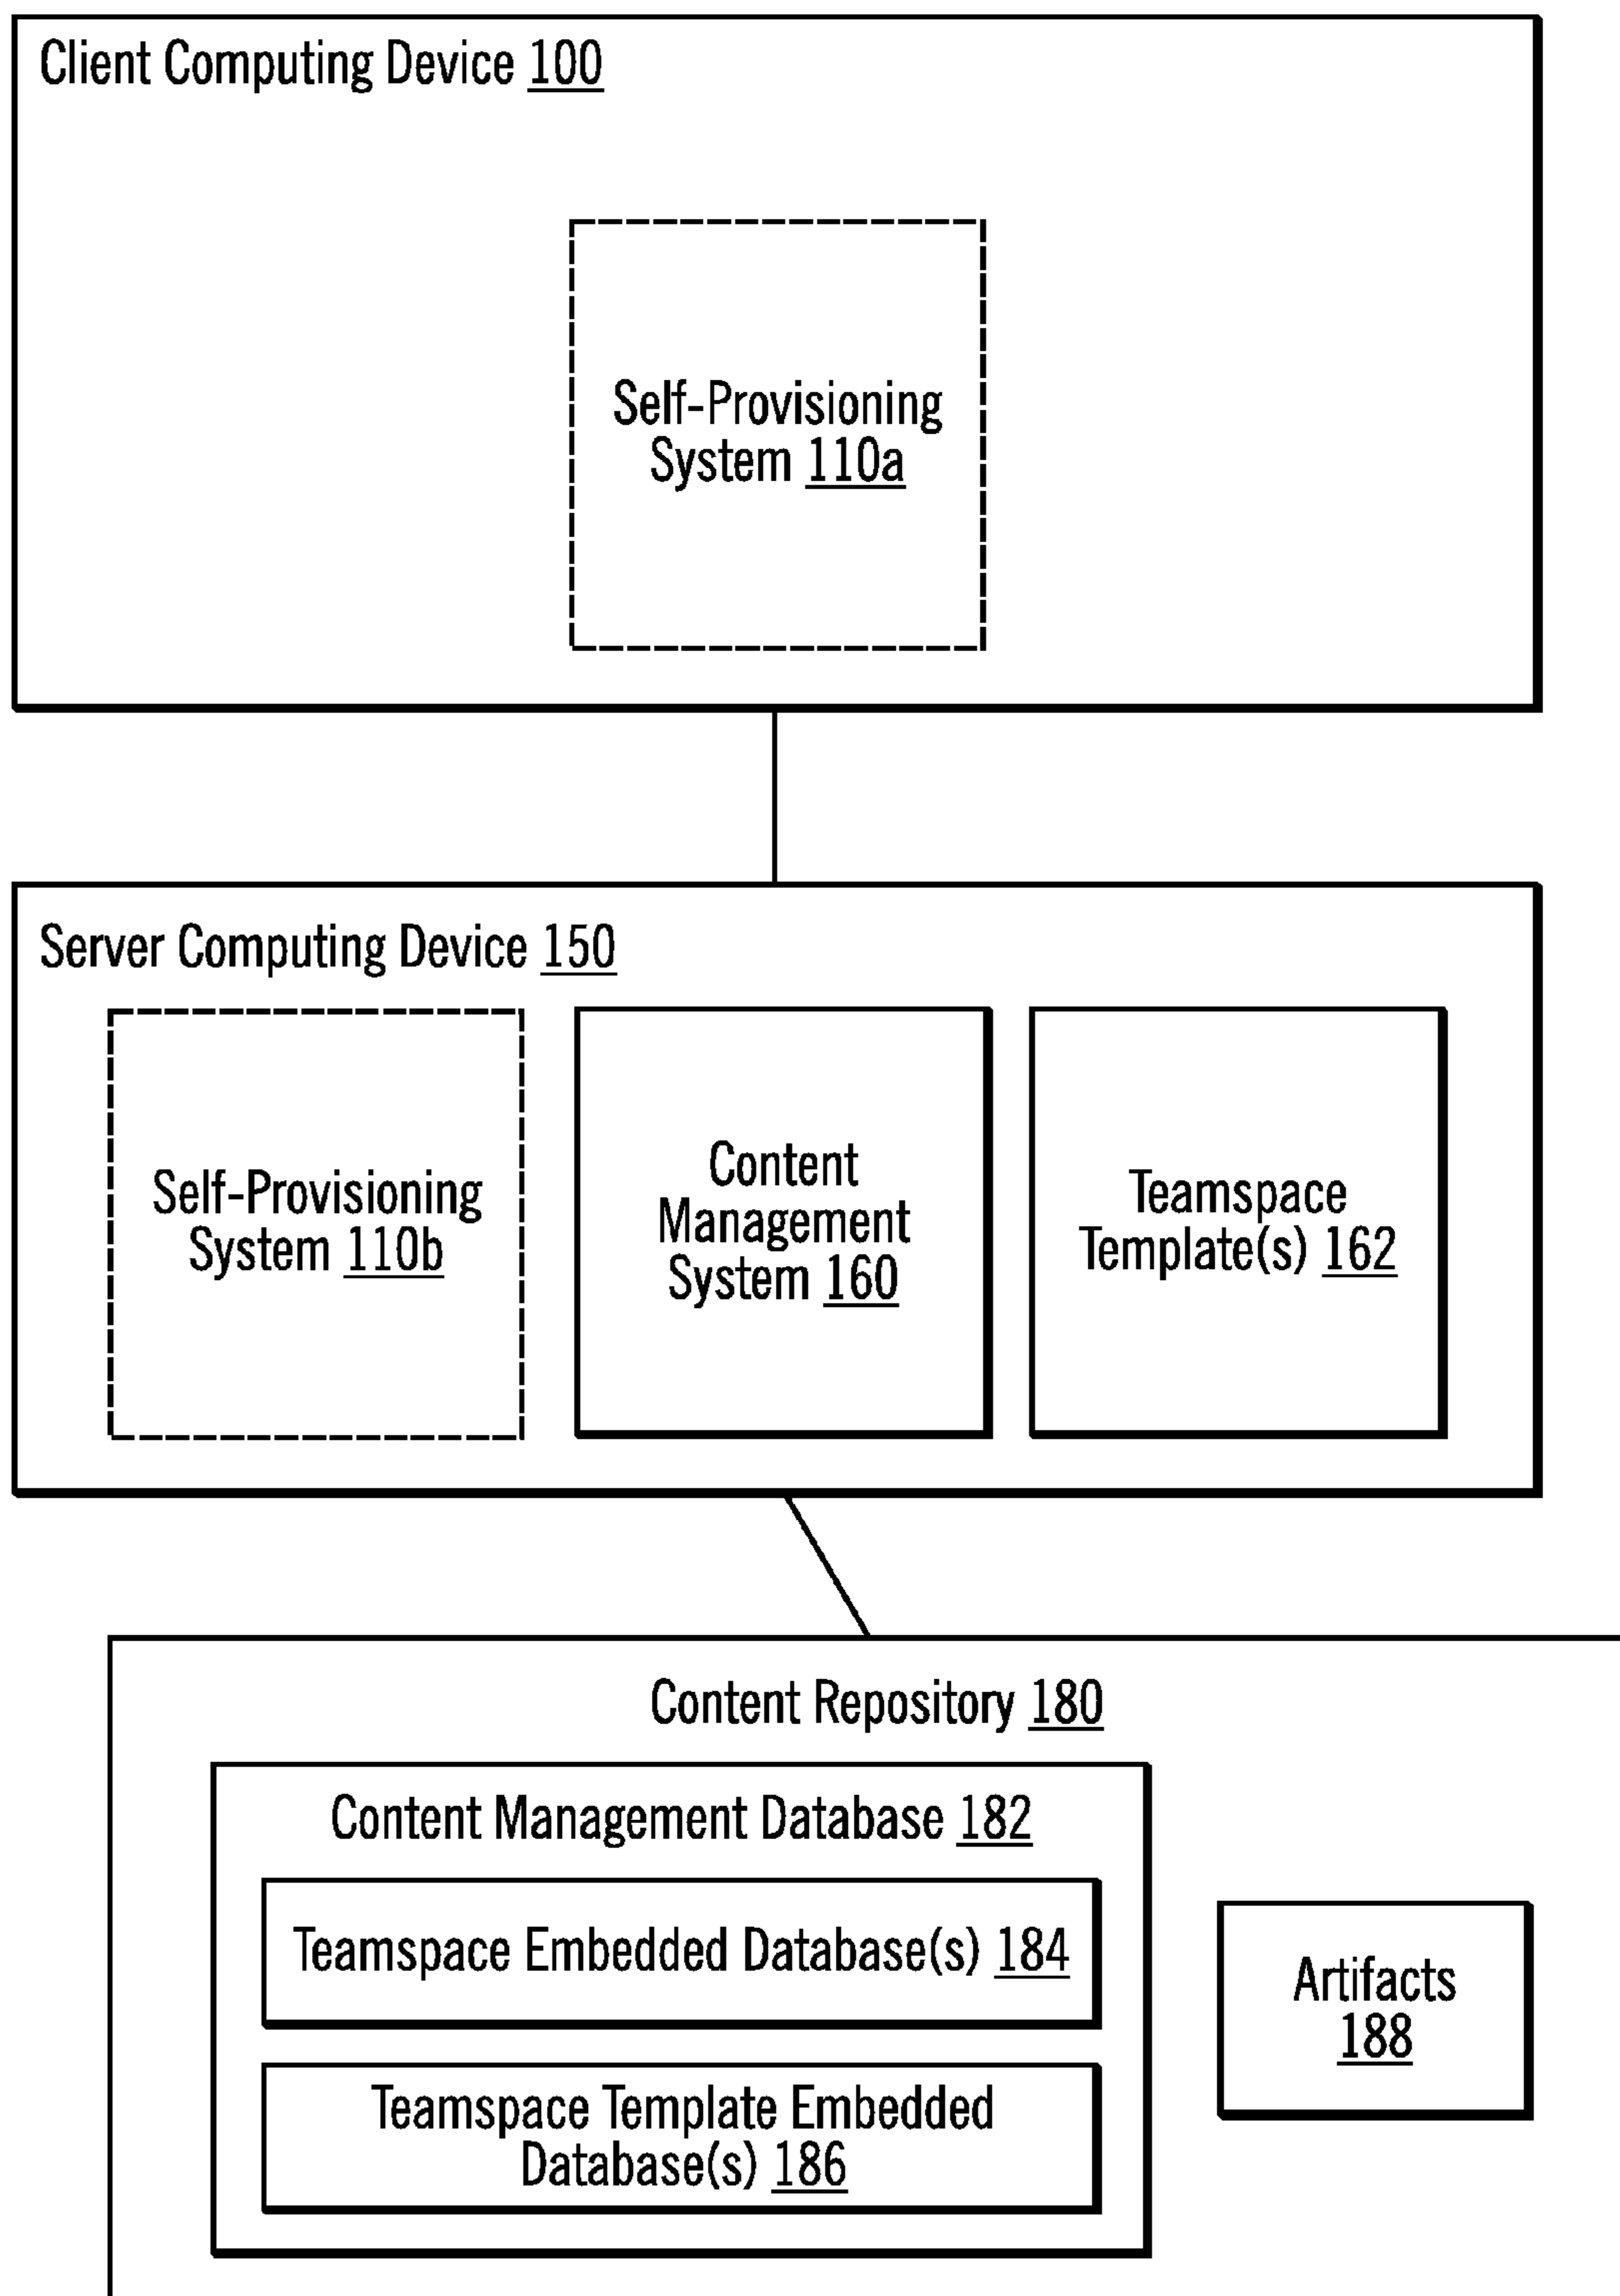 Client Computing Device 100
Self-Provisioning
System 110a
Server Computing Device 150
Self-Provisioning
System 110b
Content
Management
System 160
Teamspace
Template(s) 162
Content Repository 180
Content Management Database 182
Teamspace Embedded Database(s) 184
Teamspace Template Embedded
Database(s) 186
Artifacts
188